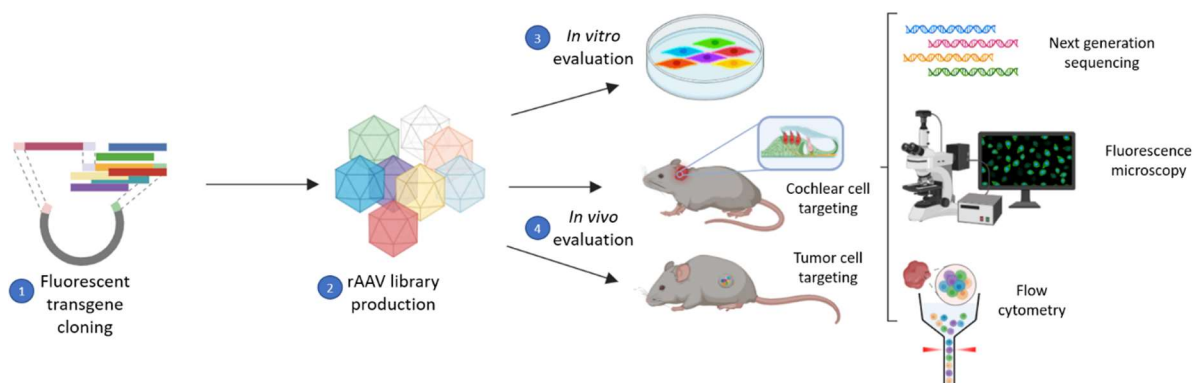 1
Fluorescent
transgene
cloning
2
rAAV library
production
3
In vitro
evaluation
4
In vivo
evaluation
Cochlear cell
targeting
Tumor cell
targeting
Next generation
sequencing
Fluorescence
microscopy
Flow
cytometry